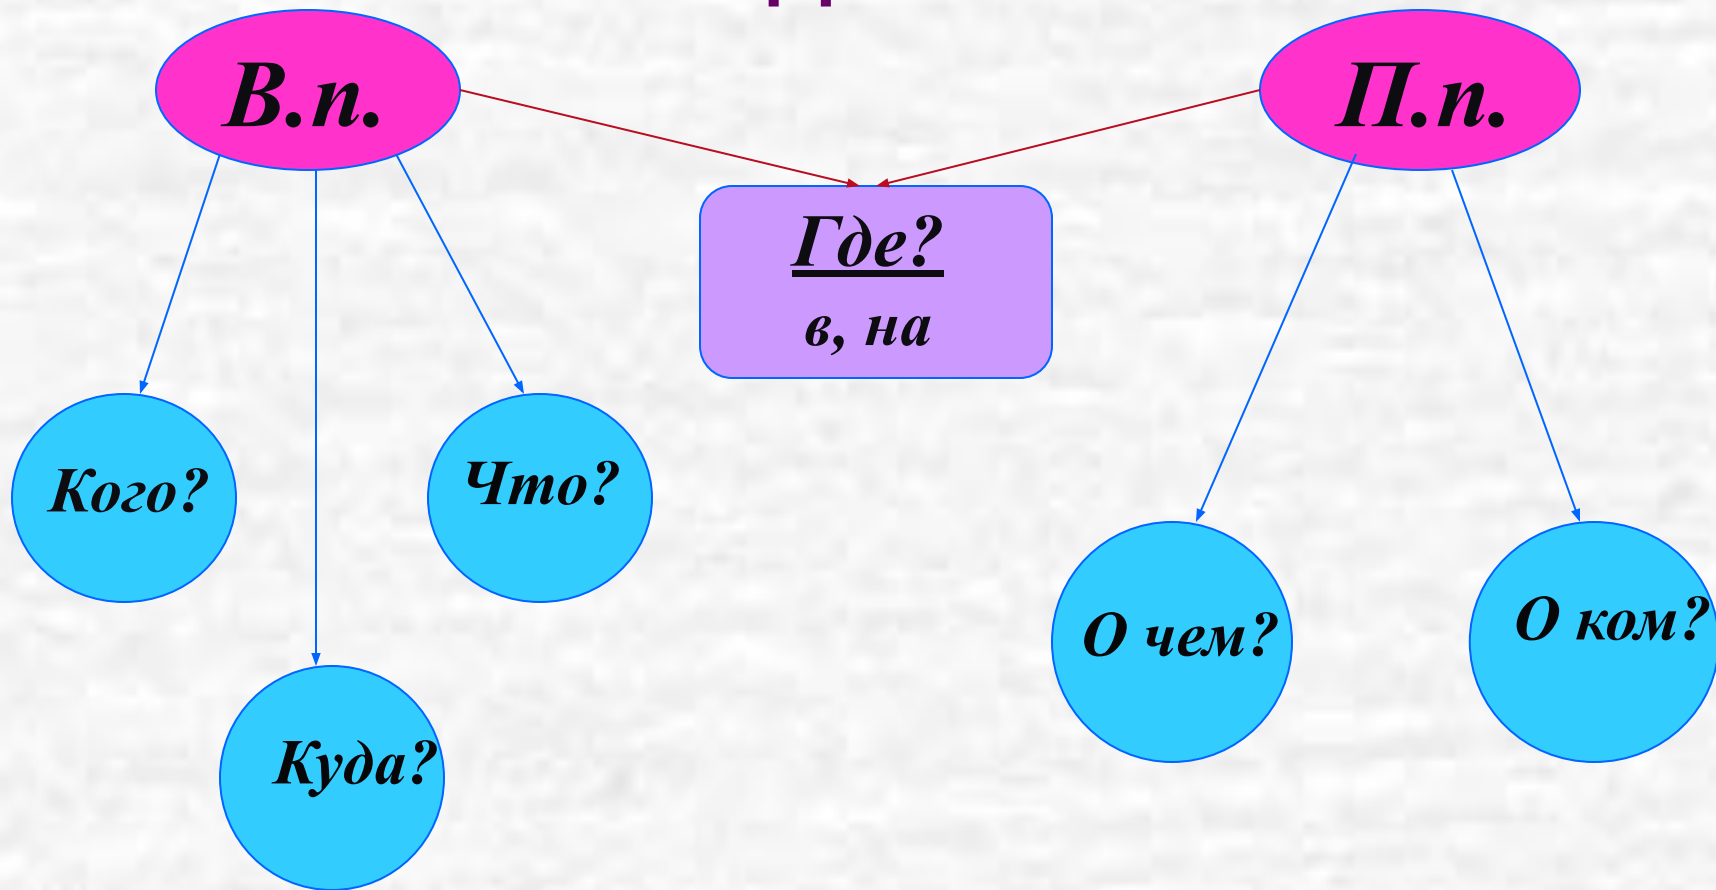 В.п.
П.п.
Где?
в, на
Кого?
Что?
О чем?
О ком?
Куда?